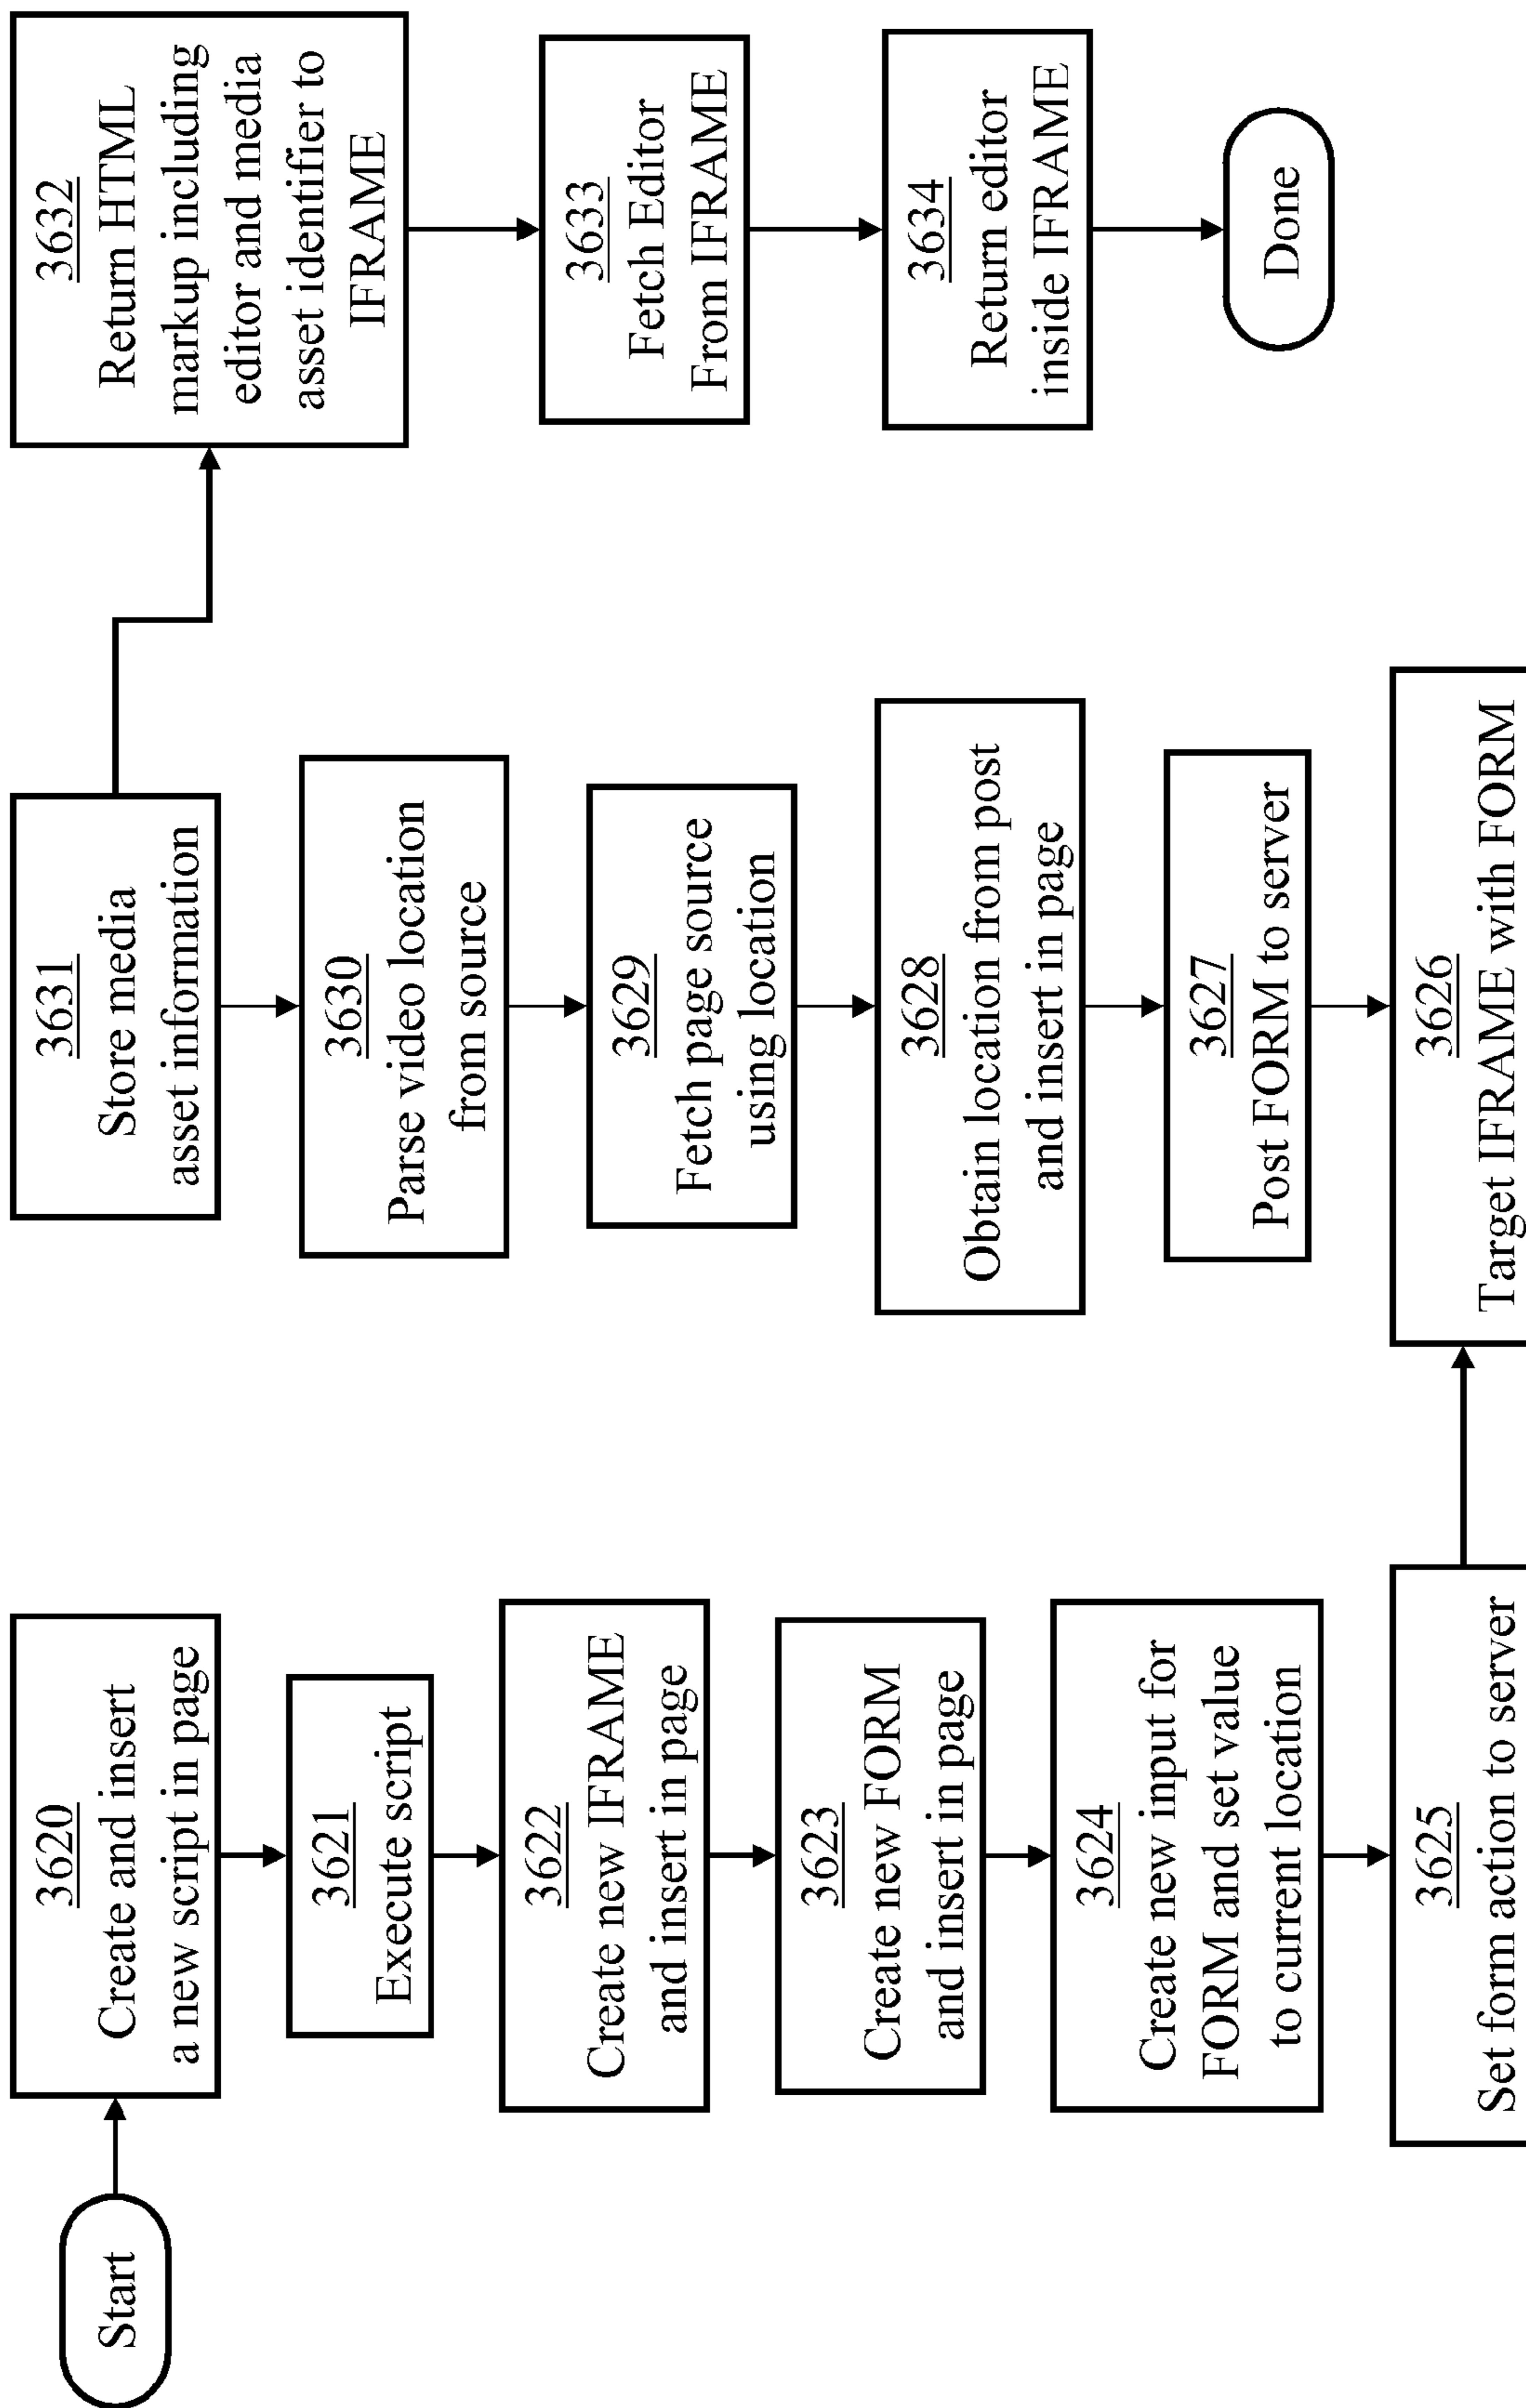 Start
3620
Create and insert
a new script in page
3621
Execute script
3622
Create new IFRAME
and insert in page
3623
Create new FORM
and insert in page
3624
Create new input for
FORM and set value
to current location
3625
Set form action to server
3631
Store media
asset information
3630
Parse video location
from source
3629
Fetch page source
using location
3628
Obtain location from post
and insert in page
3627
Post FORM to server
3626
Target IFRAME with FORM
3632
Return HTML
markup including
editor and media
asset identifier to
IFRAME
3633
Fetch Editor
From IFRAME
3634
Return editor
inside IFRAME
Done